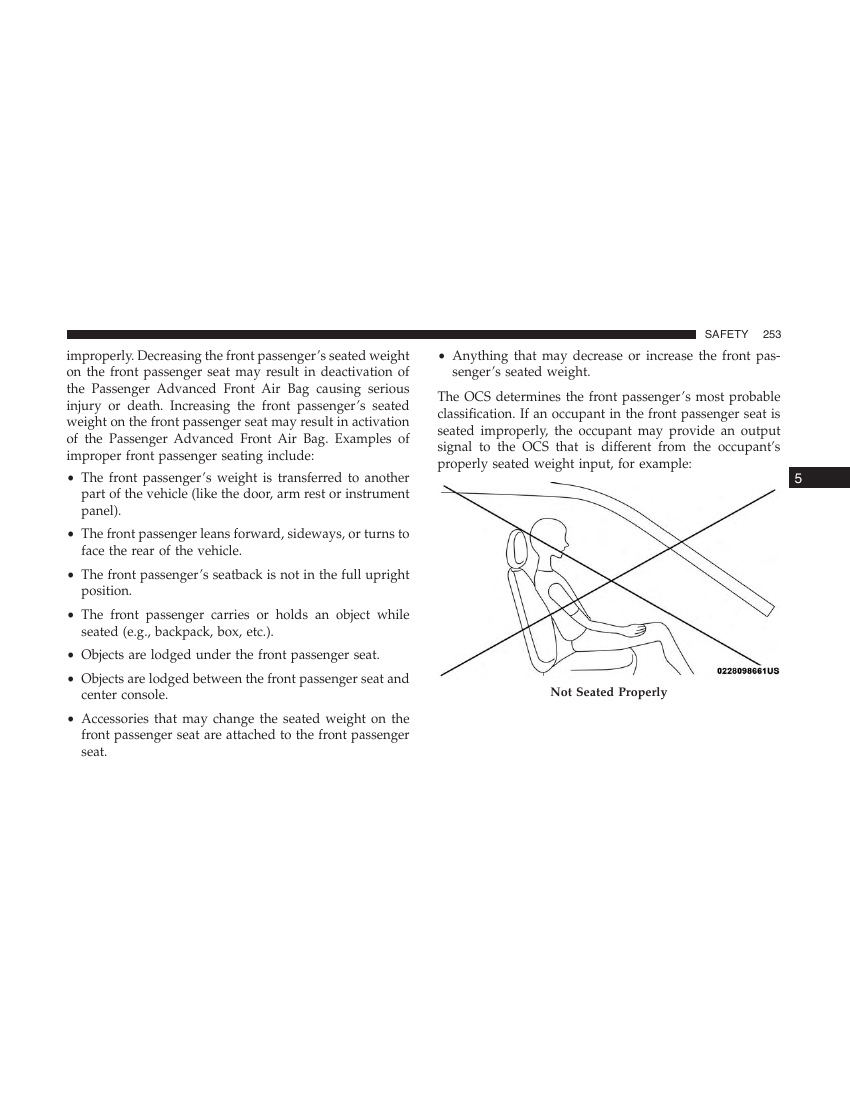 SAFETY 253
improperly. Decreasing the front passenger’s seated weight
on the front passenger seat may result in deactivation of
the Passenger Advanced Front Air Bag causing serious
injury or death. Increasing the front passenger’s seated
weight on the front passenger seat may result in activation
of the Passenger Advanced Front Air Bag. Examples of
improper front passenger seating include:
• The front passenger’s weight is transferred to another
part of the vehicle (like the door, arm rest or instrument
panel).
• The front passenger leans forward, sideways, or turns to
face the rear of the vehicle.
• The front passenger’s seatback is not in the full upright
position.
• The front passenger carries or holds an object while
seated (e.g., backpack, box, etc.).
• Objects are lodged under the front passenger seat.
• Objects are lodged between the front passenger seat and
center console.
• Accessories that may change the seated weight on the
front passenger seat are attached to the front passenger
seat.
• Anything that may decrease or increase the front pas-
senger’s seated weight.
The OCS determines the front passenger’s most probable
classification. If an occupant in the front passenger seat is
seated improperly, the occupant may provide an output
signal to the OCS that is different from the occupant’s
properly seated weight input, for example:
0228098661US
Not Seated Properly
5